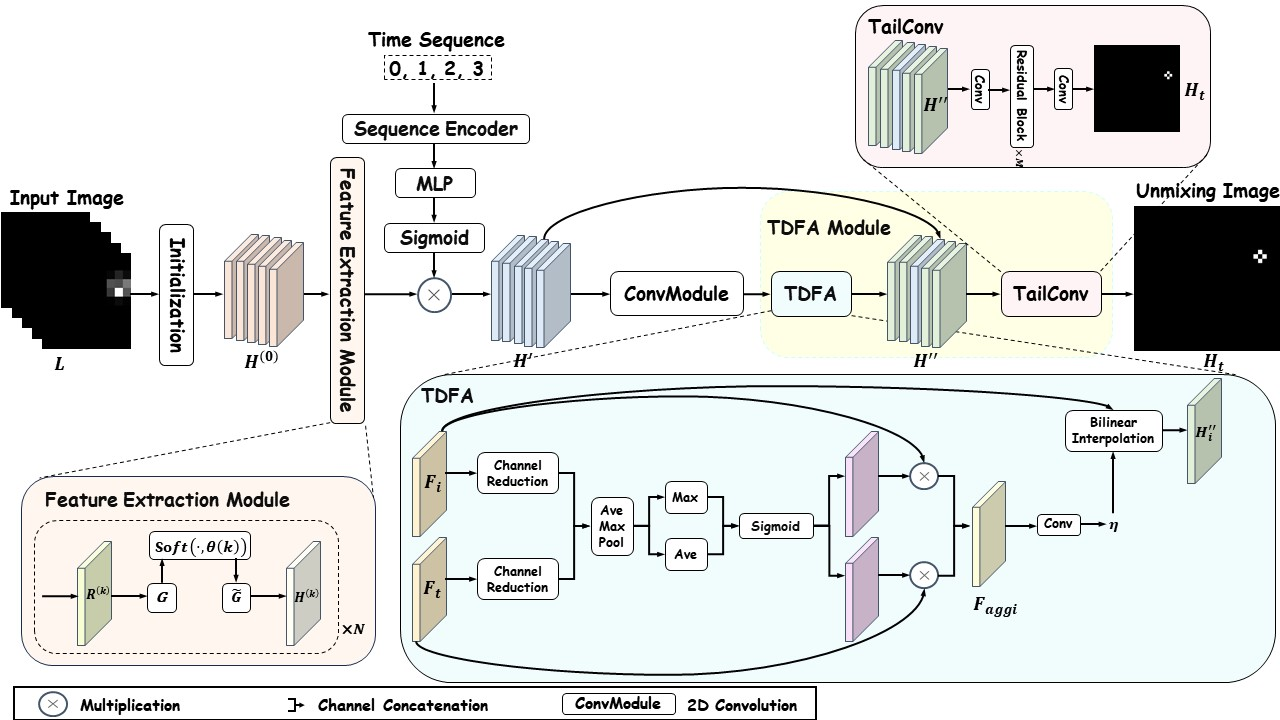 Time Sequence
0, 1, 2, 3
Sequence Encoder
MLP
Sigmoid
×
Input Image
L
Initialization
H⁽⁰⁾
Feature Extraction Module
H′
ConvModule
TDFA Module
TDFA
H′′
TailConv
Unmixing Image
H_t
TailConv
H′′
Conv
Residual Block
×M
Conv
H_t
Feature Extraction Module
R⁽ᵏ⁾
G
Soft(·,θ(k))
G̃
H⁽ᵏ⁾
×N
TDFA
F_i
Channel
Reduction
F_t
Channel
Reduction
Ave
Max
Pool
Max
Ave
Sigmoid
×
×
F_aggi
Conv
η
Bilinear
Interpolation
H′′_i
× Multiplication
Channel Concatenation
ConvModule 2D Convolution